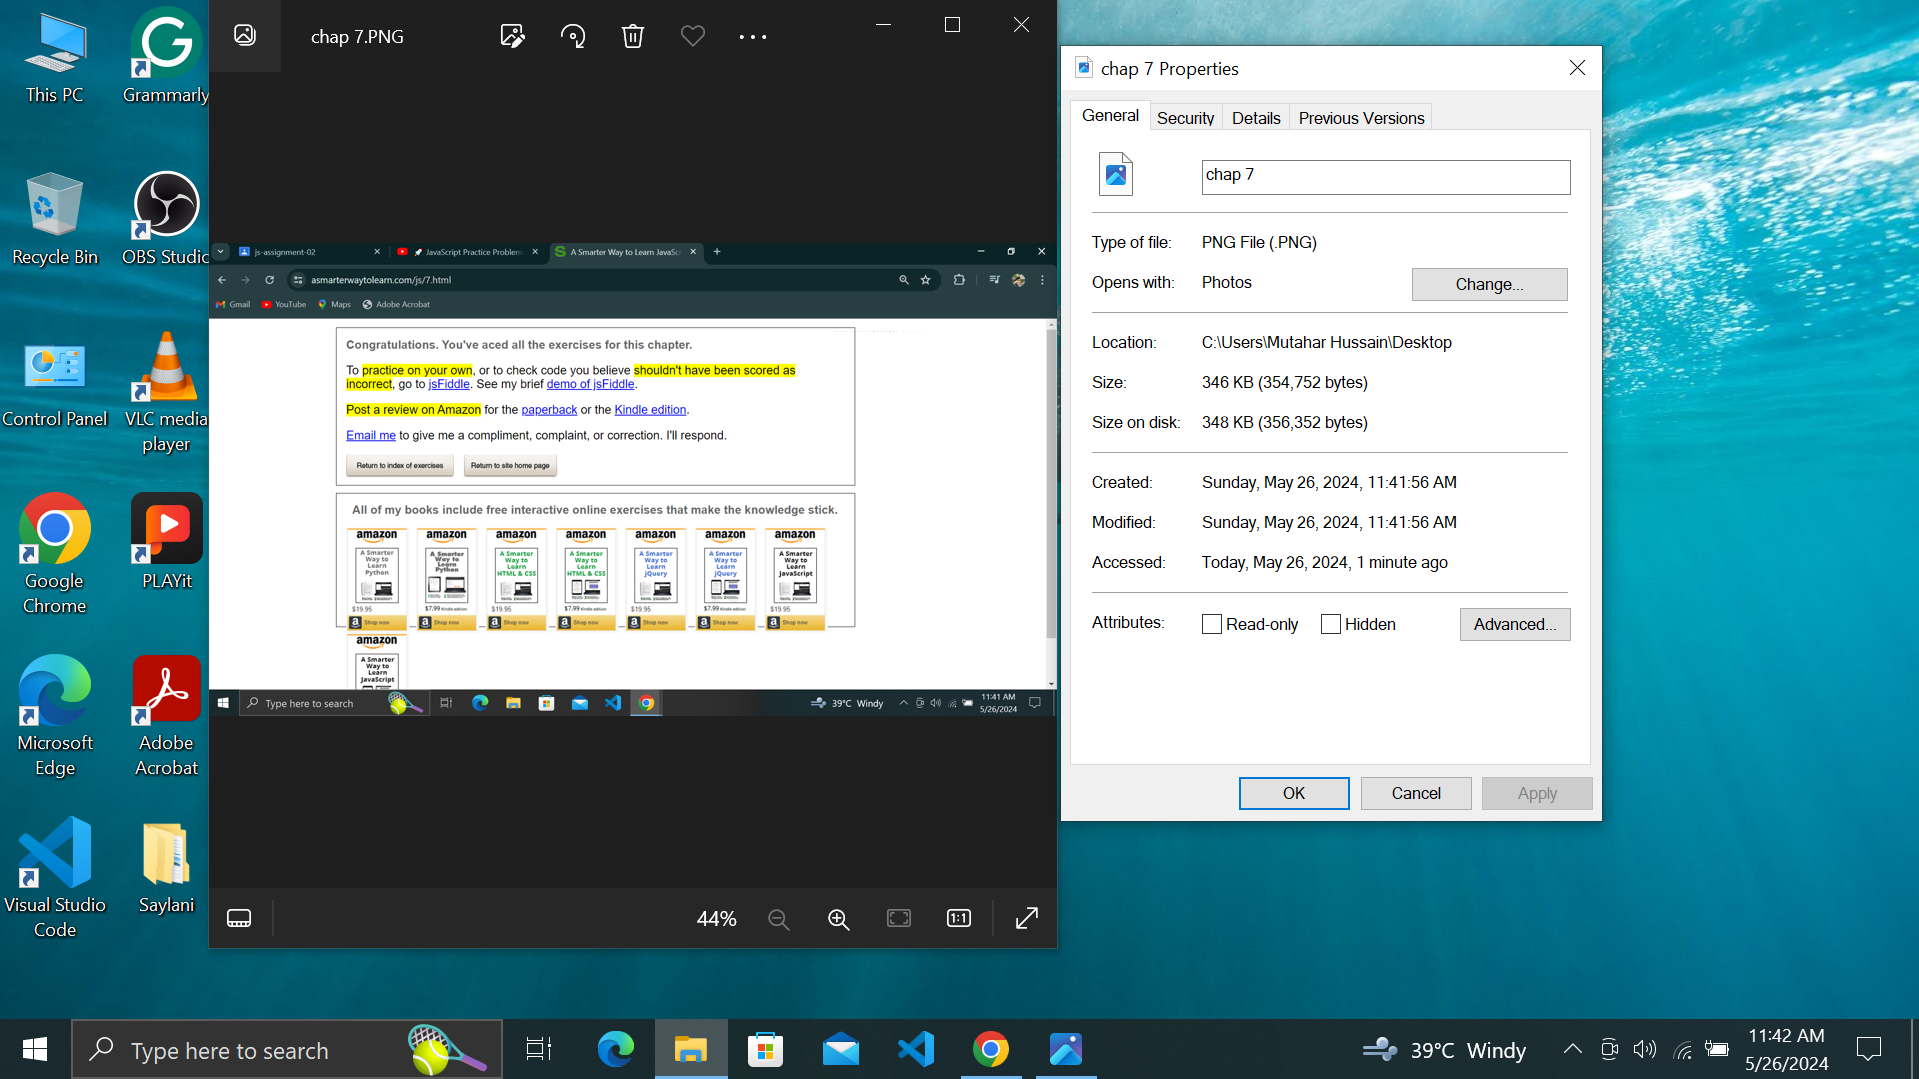 This PC
Grammarly
Recycle Bin
OBS Studio
Control Panel
VLC media
player
Google
Chrome
PLAYit
Microsoft
Edge
Adobe
Acrobat
Visual Studio
Code
Saylani
chap 7.PNG
js-assignment-02
JavaScript Practice Problem
A Smarter Way to Learn JavaSc
asmarterwaytolearn.com/js/7.html
Gmail
YouTube
Maps
Adobe Acrobat
Congratulations. You've aced all the exercises for this chapter.
To practice on your own, or to check code you believe shouldn't have been scored as
incorrect, go to jsFiddle. See my brief demo of jsFiddle.
Post a review on Amazon for the paperback or the Kindle edition.
Email me to give me a compliment, complaint, or correction. I'll respond.
Return to index of exercises
Return to site home page
All of my books include free interactive online exercises that make the knowledge stick.
amazon
A Smarter
Way to
Learn
Python
$19.95
Shop now
amazon
A Smarter
Way to
Learn
Python
$7.99 Kindle edition
Shop now
amazon
A Smarter
Way to
Learn
HTML & CSS
$19.95
Shop now
amazon
A Smarter
Way to
Learn
HTML & CSS
$7.99 Kindle edition
Shop now
amazon
A Smarter
Way to
Learn
jQuery
$19.95
Shop now
amazon
A Smarter
Way to
Learn
jQuery
$7.99 Kindle edition
Shop now
amazon
A Smarter
Way to
Learn
JavaScript
$19.95
Shop now
amazon
A Smarter
Way to
Learn
JavaScript
Type here to search
39°C Windy
11:41 AM
5/26/2024
44%
1:1
chap 7 Properties
General
Security
Details
Previous Versions
chap 7
Type of file:
PNG File (.PNG)
Opens with:
Photos
Change...
Location:
C:\Users\Mutahar Hussain\Desktop
Size:
346 KB (354,752 bytes)
Size on disk:
348 KB (356,352 bytes)
Created:
Sunday, May 26, 2024, 11:41:56 AM
Modified:
Sunday, May 26, 2024, 11:41:56 AM
Accessed:
Today, May 26, 2024, 1 minute ago
Attributes:
Read-only
Hidden
Advanced...
OK
Cancel
Apply
Type here to search
39°C Windy
11:42 AM
5/26/2024